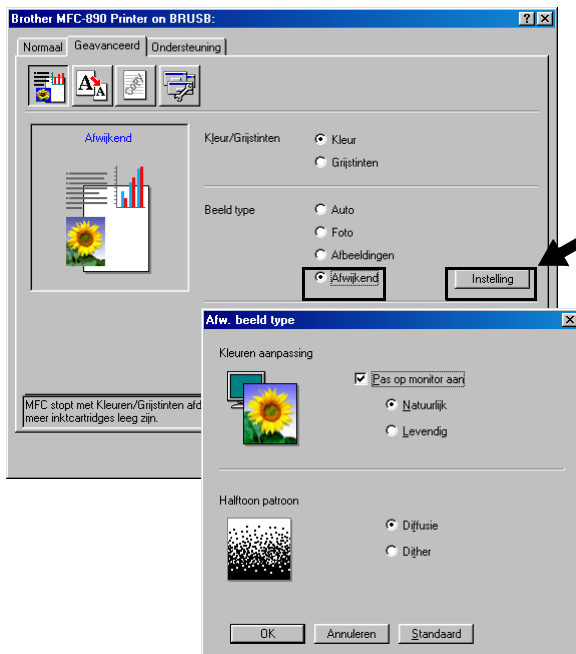 Brother MFC-890 Printer on BRUSB:
Normaal Geavanceerd Ondersteuning
Afwijkend
Kleur/Grijstinten
Kleur
Grijstinten
Beeld type
Auto
Foto
Afbeeldingen
Afwijkend
Instelling
MFC stopt met Kleuren/Grijstinten afd
meer inktcartridges leeg zijn.
Afw. beeld type
Kleuren aanpassing
Pas op monitor aan
Natuurlijk
Levendig
Halftoon patroon
Diffusie
Dither
OK Annuleren Standaard